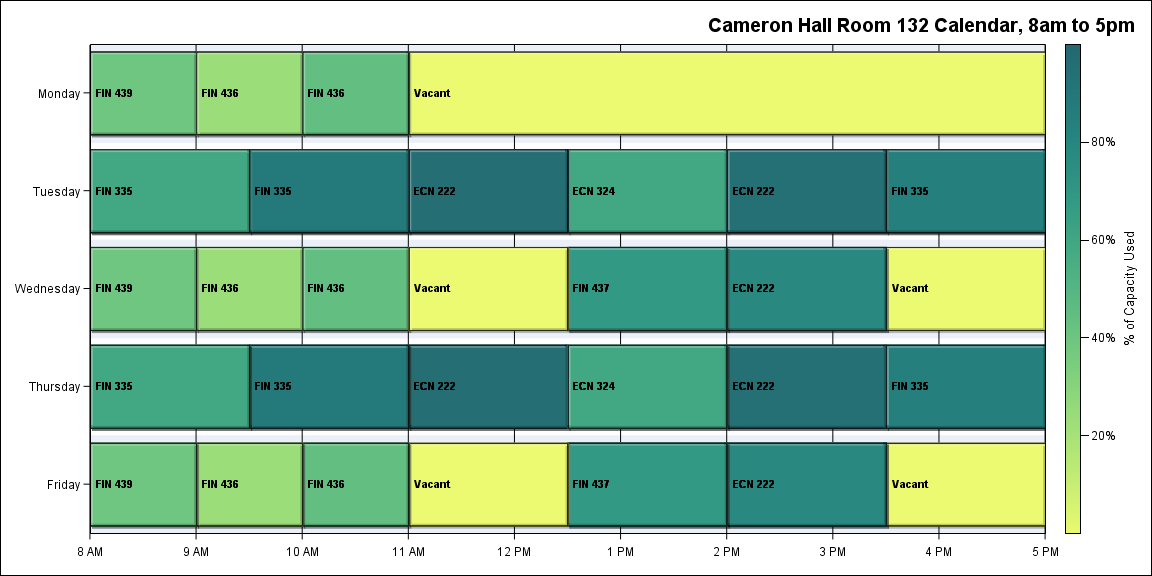 Cameron Hall Room 132 Calendar, 8am to 5pm
Monday
FIN 439
FIN 436
FIN 436
Vacant
Tuesday
FIN 335
FIN 335
ECN 222
ECN 324
ECN 222
FIN 335
Wednesday
FIN 439
FIN 436
FIN 436
Vacant
FIN 437
ECN 222
Vacant
Thursday
FIN 335
FIN 335
ECN 222
ECN 324
ECN 222
FIN 335
Friday
FIN 439
FIN 436
FIN 436
Vacant
FIN 437
ECN 222
Vacant
8 AM
9 AM
10 AM
11 AM
12 PM
1 PM
2 PM
3 PM
4 PM
5 PM
80%
60%
40%
20%
% of Capacity Used